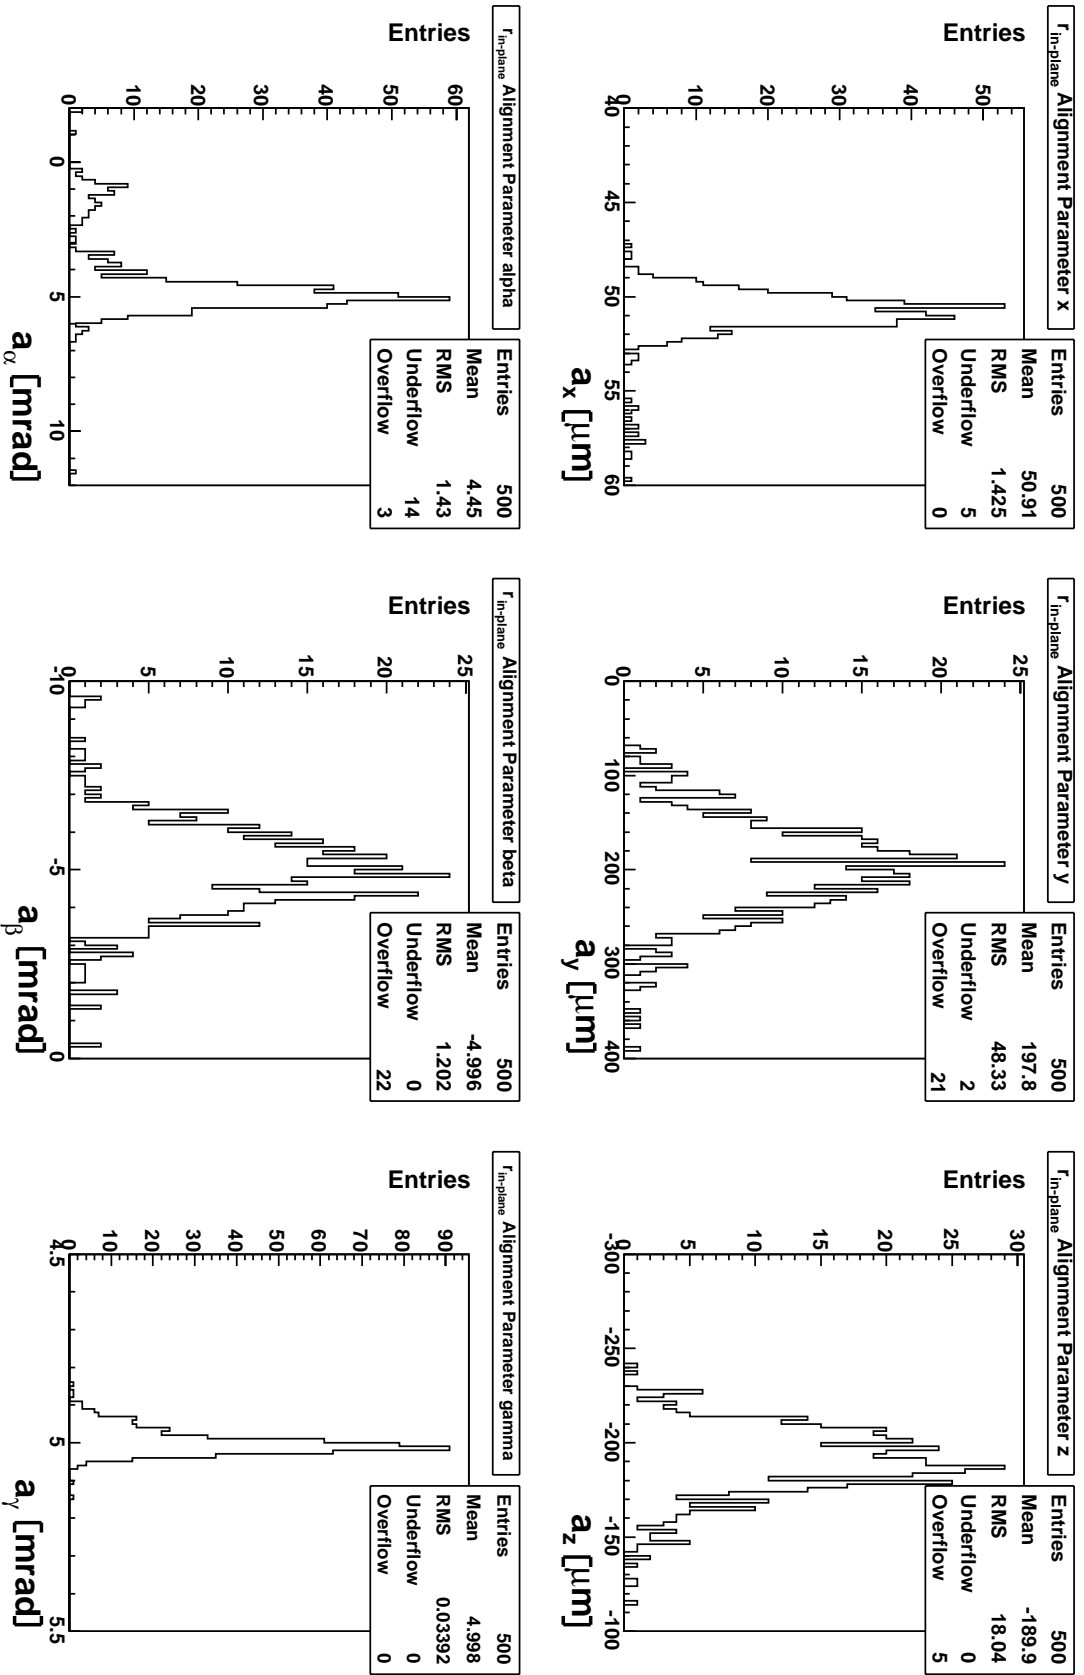 r_in-plane Alignment Parameter x
Entries 500
Mean 50.91
RMS 1.425
Underflow 5
Overflow 0
Entries
0 10 20 30 40 50
40 45 50 55 60
a_x [μm]
r_in-plane Alignment Parameter y
Entries 500
Mean 197.8
RMS 48.33
Underflow 2
Overflow 21
Entries
0 5 10 15 20 25
0 100 200 300 400
a_y [μm]
r_in-plane Alignment Parameter z
Entries 500
Mean -189.9
RMS 18.04
Underflow 0
Overflow 5
Entries
0 5 10 15 20 25 30
-300 -250 -200 -150 -100
a_z [μm]
r_in-plane Alignment Parameter alpha
Entries 500
Mean 4.45
RMS 1.43
Underflow 14
Overflow 3
Entries
0 10 20 30 40 50 60
0 5 10
a_α [mrad]
r_in-plane Alignment Parameter beta
Entries 500
Mean -4.996
RMS 1.202
Underflow 0
Overflow 22
Entries
0 5 10 15 20 25
-10 -5 0
a_β [mrad]
r_in-plane Alignment Parameter gamma
Entries 500
Mean 4.998
RMS 0.03392
Underflow 0
Overflow 0
Entries
0 10 20 30 40 50 60 70 80 90
4.5 5 5.5
a_γ [mrad]